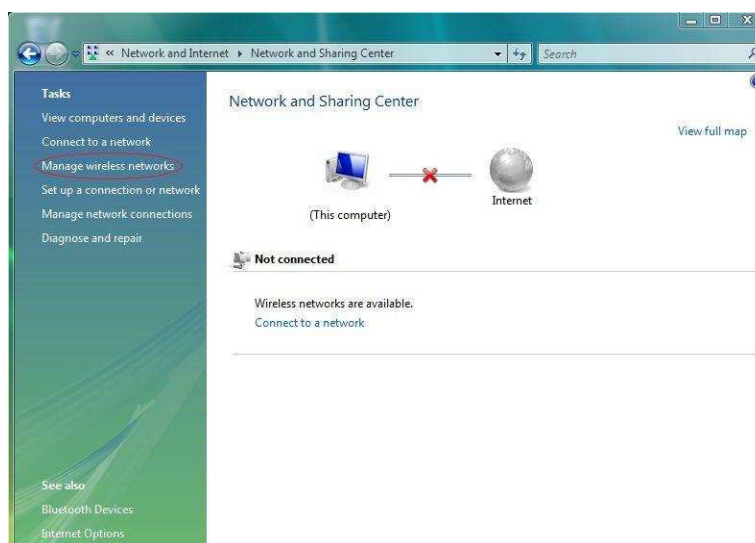 « Network and Internet ▸ Network and Sharing Center
Search
Tasks
View computers and devices
Connect to a network
Manage wireless networks
Set up a connection or network
Manage network connections
Diagnose and repair
See also
Bluetooth Devices
Internet Options
Network and Sharing Center
View full map
(This computer)
Internet
Not connected
Wireless networks are available.
Connect to a network